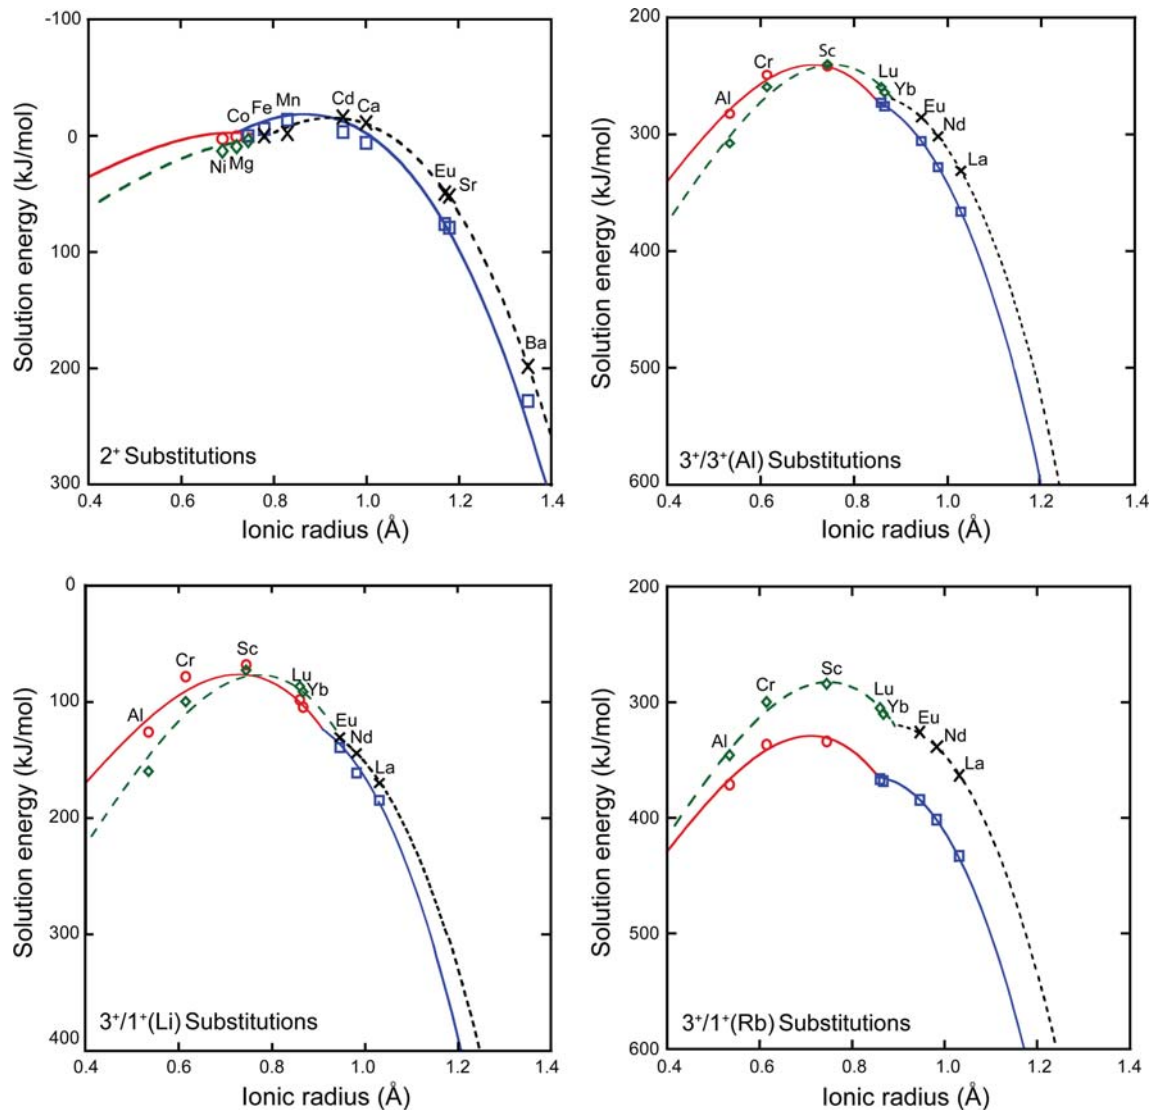 -100
0
100
200
300
Solution energy (kJ/mol)
Co
Fe
Mn
Cd
Ca
Ni
Mg
Eu
Sr
Ba
2⁺ Substitutions
0.4 0.6 0.8 1.0 1.2 1.4
Ionic radius (Å)
200
300
400
500
600
Solution energy (kJ/mol)
Al
Cr
Sc
Lu
Yb
Eu
Nd
La
3⁺/3⁺(Al) Substitutions
0.4 0.6 0.8 1.0 1.2 1.4
Ionic radius (Å)
0
100
200
300
400
Solution energy (kJ/mol)
Al
Cr
Sc
Lu
Yb
Eu
Nd
La
3⁺/1⁺(Li) Substitutions
0.4 0.6 0.8 1.0 1.2 1.4
Ionic radius (Å)
200
300
400
500
600
Solution energy (kJ/mol)
Al
Cr
Sc
Lu
Yb
Eu
Nd
La
3⁺/1⁺(Rb) Substitutions
0.4 0.6 0.8 1.0 1.2 1.4
Ionic radius (Å)